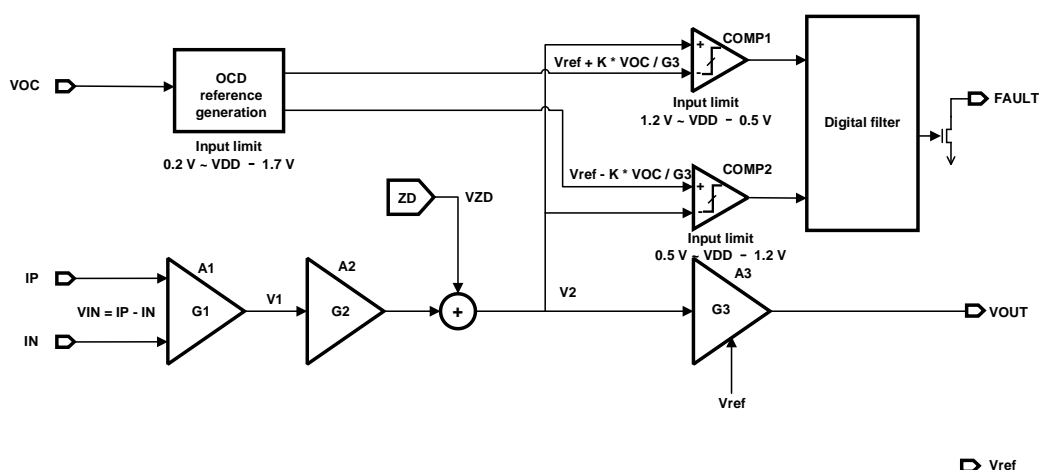 VOC
OCD
reference
generation
Input limit
0.2 V ~ VDD − 1.7 V
Vref + K * VOC / G3
+
-
COMP1
Input limit
1.2 V ~ VDD − 0.5 V
Digital filter
FAULT
Vref - K * VOC / G3
+
-
COMP2
Input limit
0.5 V ~ VDD − 1.2 V
ZD
VZD
IP
VIN = IP - IN
IN
A1
G1
V1
A2
G2
+
V2
A3
G3
VOUT
Vref
Vref